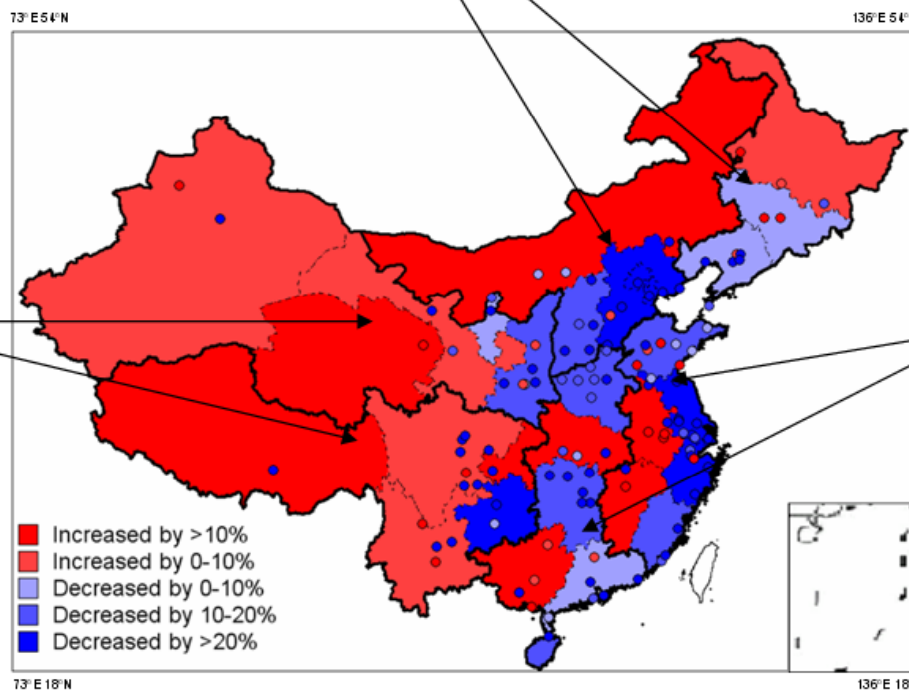 73° E 54° N
136° E 54°
Increased by >10%
Increased by 0-10%
Decreased by 0-10%
Decreased by 10-20%
Decreased by >20%
73° E 18° N
136° E 18°